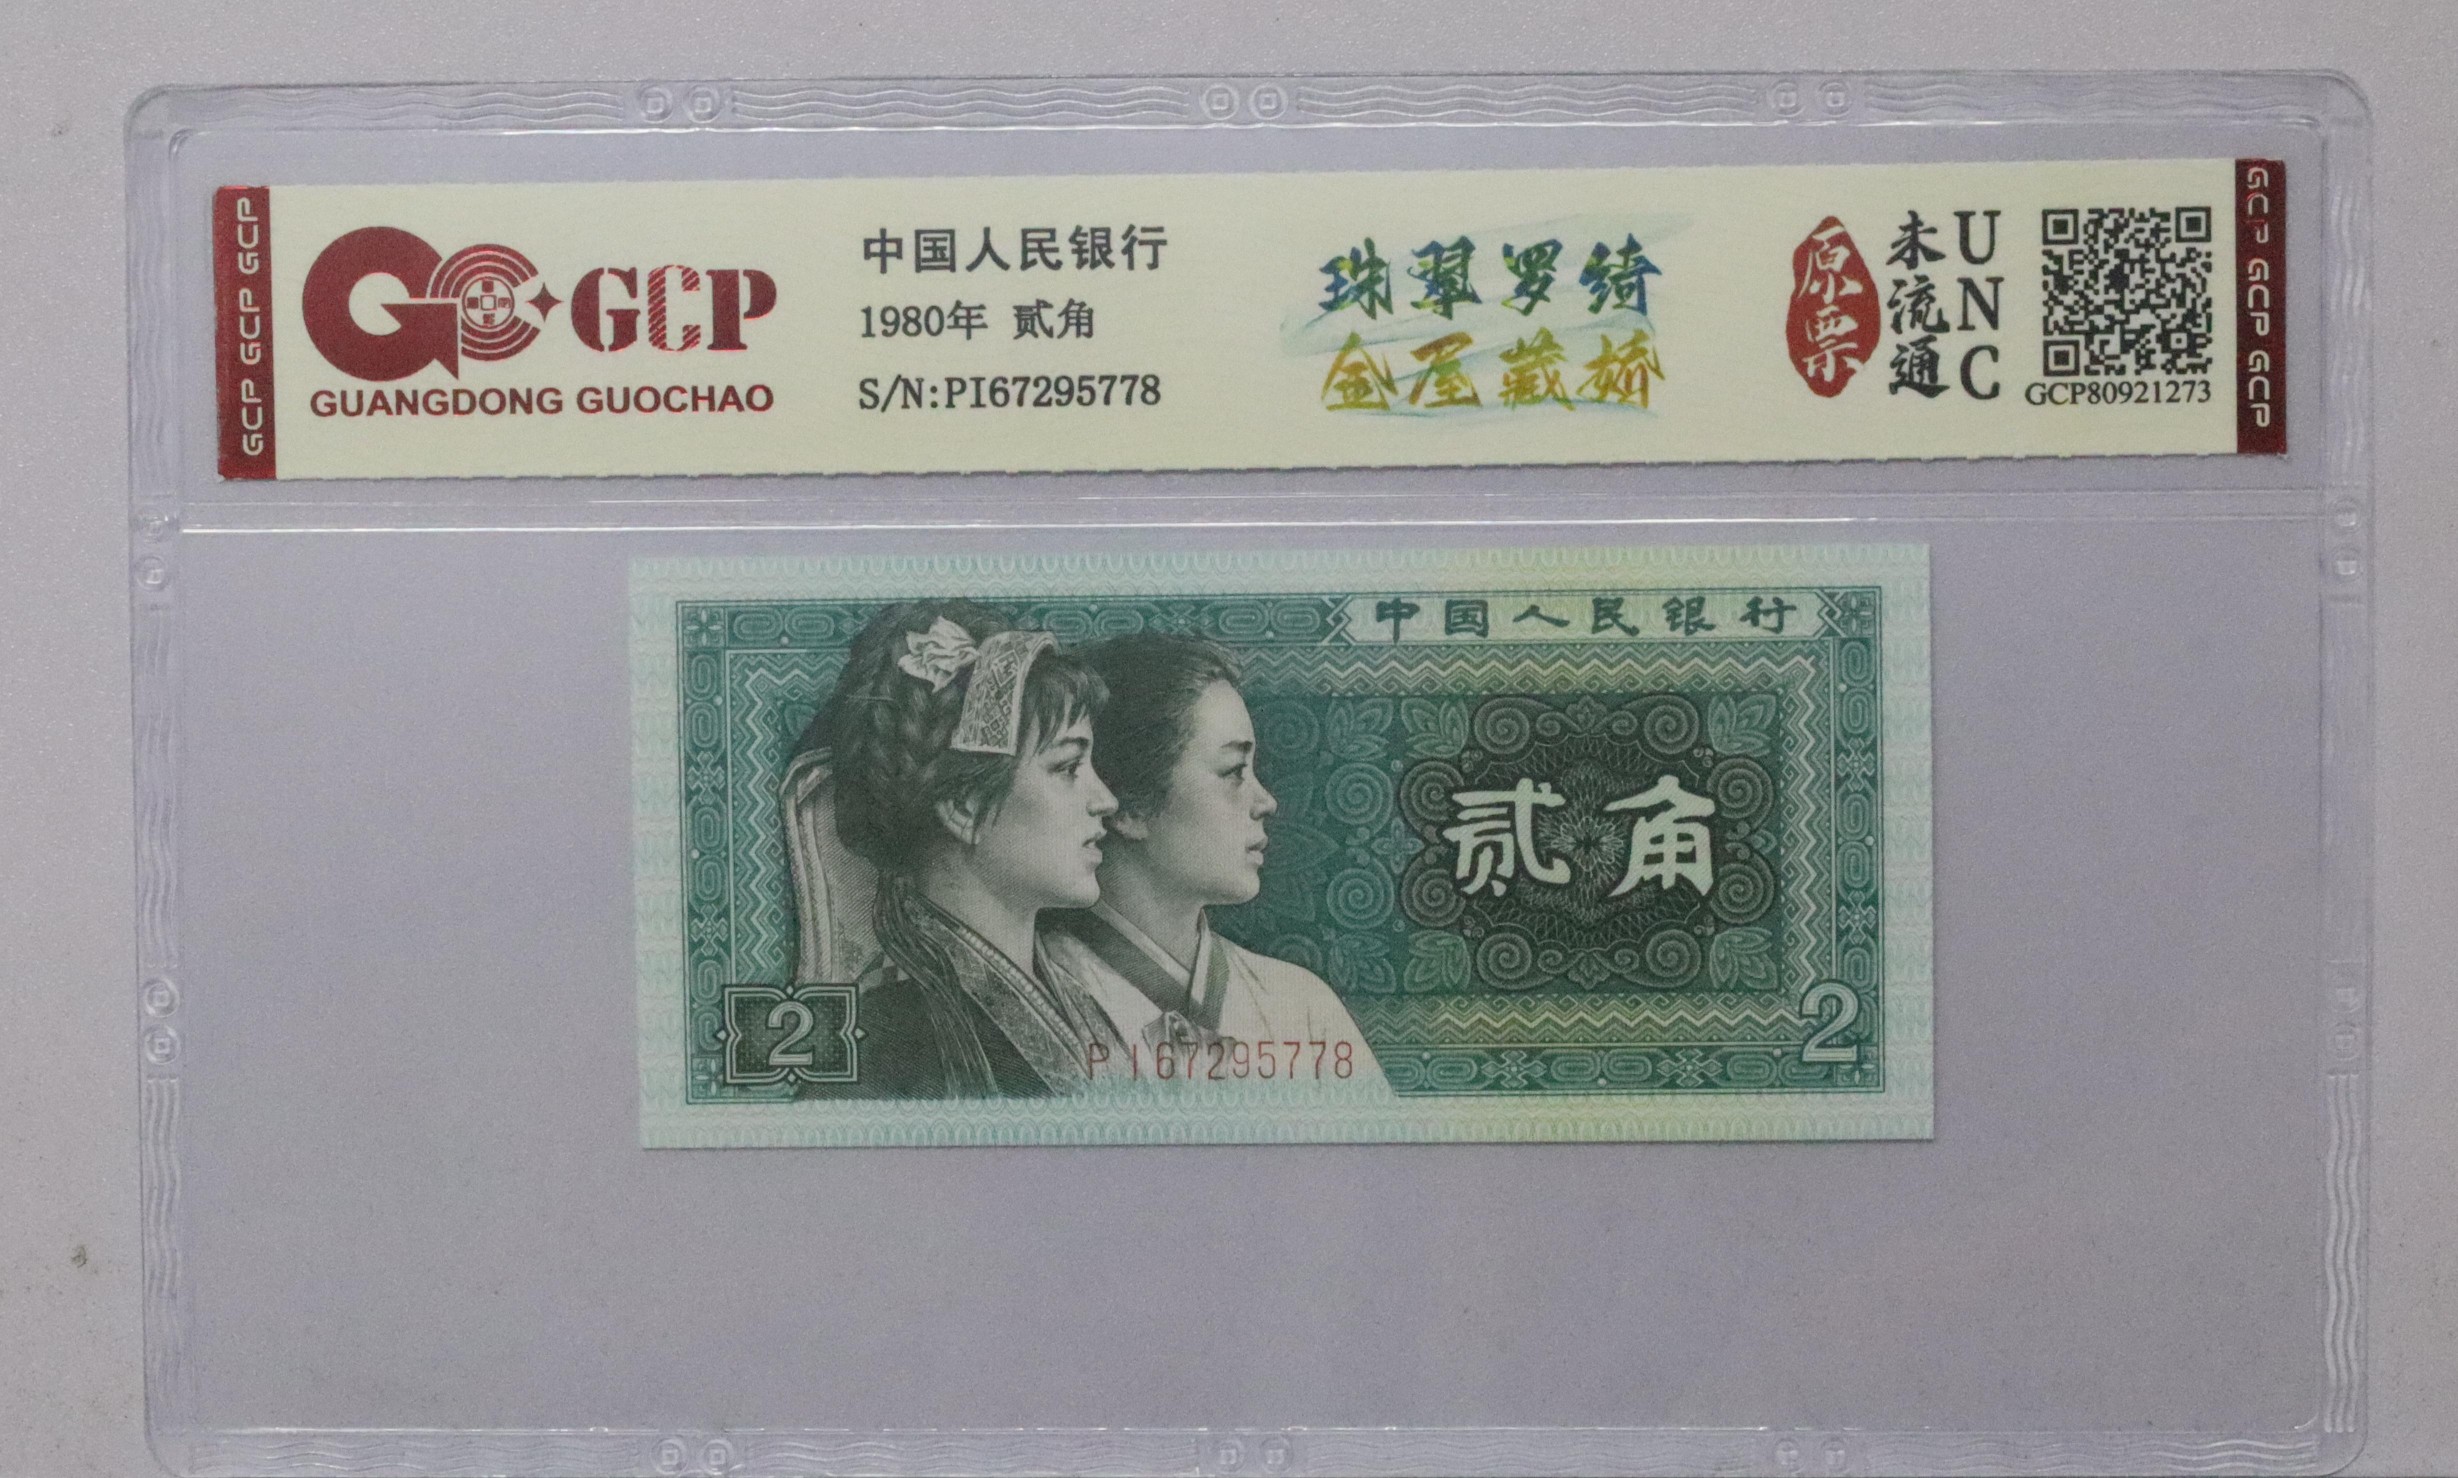 GCP GCP GCP
GCP
GUANGDONG GUOCHAO
中国人民银行
1980年 贰角
S/N:PI67295778
珠翠罗绮
金屋藏娇
原票
未流通
UNC
GCP80921273
GCP GCP GCP
中国人民银行
贰角
2
2
PI67295778